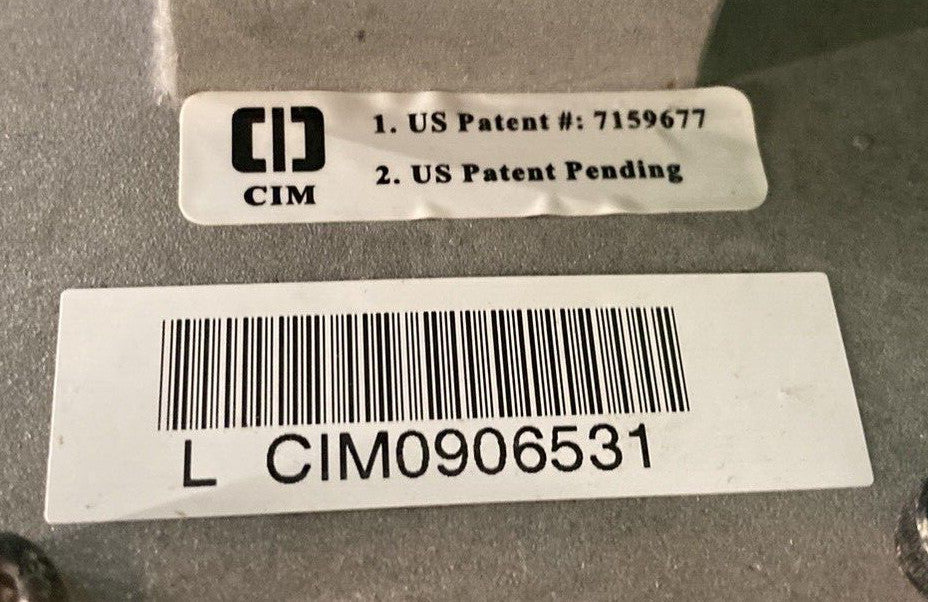 1. US Patent #: 7159677
CIM
2. US Patent Pending
L CIM0906531